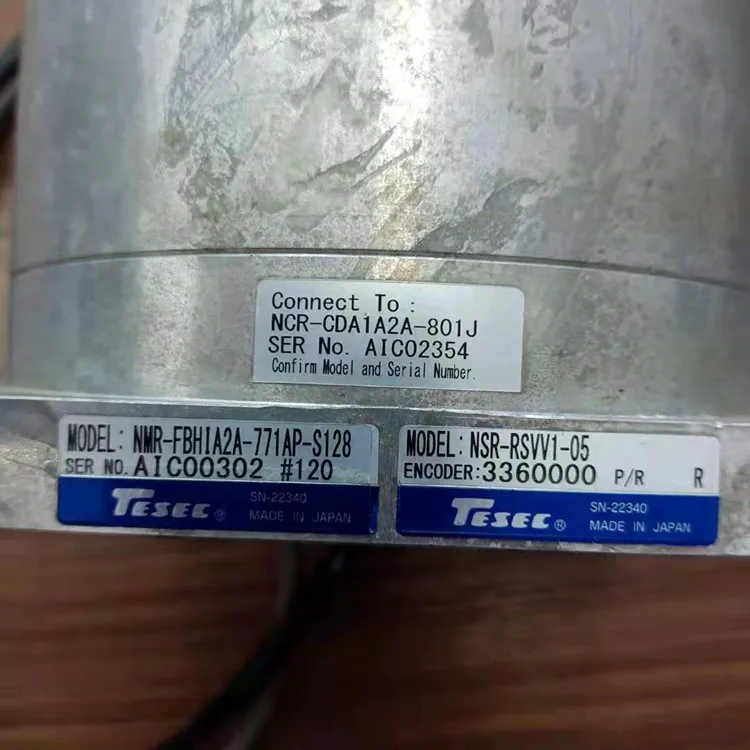 Connect To :
NCR-CDA1A2A-801J
SER No. AIC02354
Confirm Model and Serial Number.
MODEL: NMR-FBHIA2A-771AP-S128
SER NO. AIC00302 #120
TESEC®
SN-22340
MADE IN JAPAN
MODEL: NSR-RSVV1-05
ENCODER: 3360000 P/R R
TESEC®
SN-22340
MADE IN JAPAN